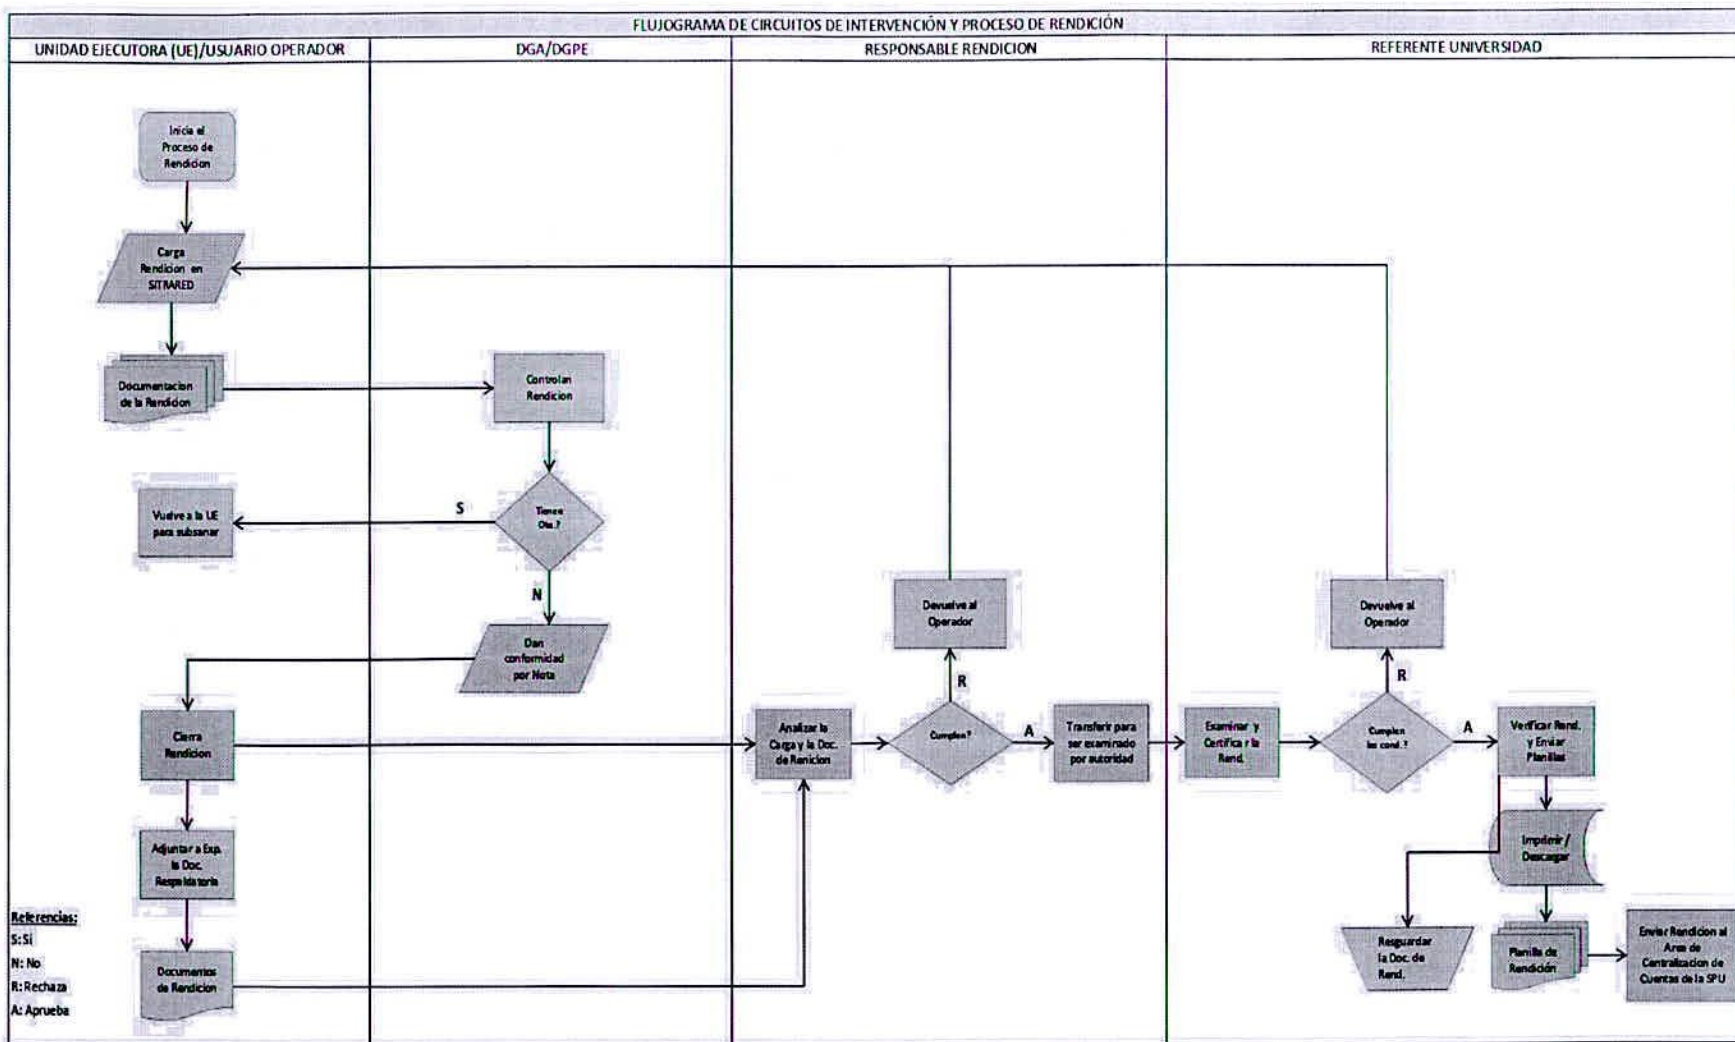 FLUJOGRAMA DE CIRCUITOS DE INTERVENCIÓN Y PROCESO DE RENDICIÓN
UNIDAD EJECUTORA (UE)/USUARIO OPERADOR
DGA/DGPE
RESPONSABLE RENDICION
REFERENTE UNIVERSIDAD
Inicia el
Proceso de
Rendicion
Carga
Rendicion en
SITRARED
Documentacion
de la Rendicion
Controlan
Rendicion
Vuelve a la UE
para subsanar
S
Tienen
Obs.?
N
Dan
conformidad
por Nota
Devuelve al
Operador
R
Devuelve al
Operador
R
Cierra
Rendicion
Analizar la
Carga y la Doc.
de Renicion
Cumplen?
A
Transferir para
ser examinado
por autoridad
Examinar y
Certificar la
Rend.
Cumplen
las cond.?
A
Verificar Rend.
y Enviar
Planillas
Adjuntar a Exp.
la Doc.
Respaldatoria
Imprimir /
Descargar
Documentos
de Rendicion
Resguardar
la Doc. de
Rend.
Planilla de
Rendición
Enviar Rendicion al
Area de
Centralizacion de
Cuentas de la SPU
Referencias:
S: Si
N: No
R: Rechaza
A: Aprueba